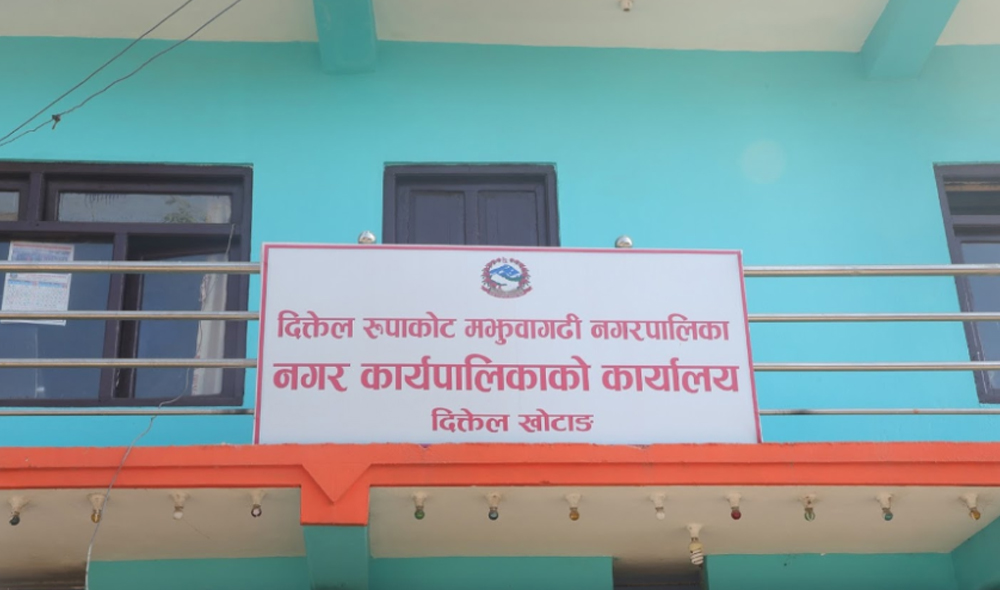 दिक्तेल रुपाकोट मझुवागढी नगरपालिका
नगर कार्यपालिकाको कार्यालय
दिक्तेल खोटाङ